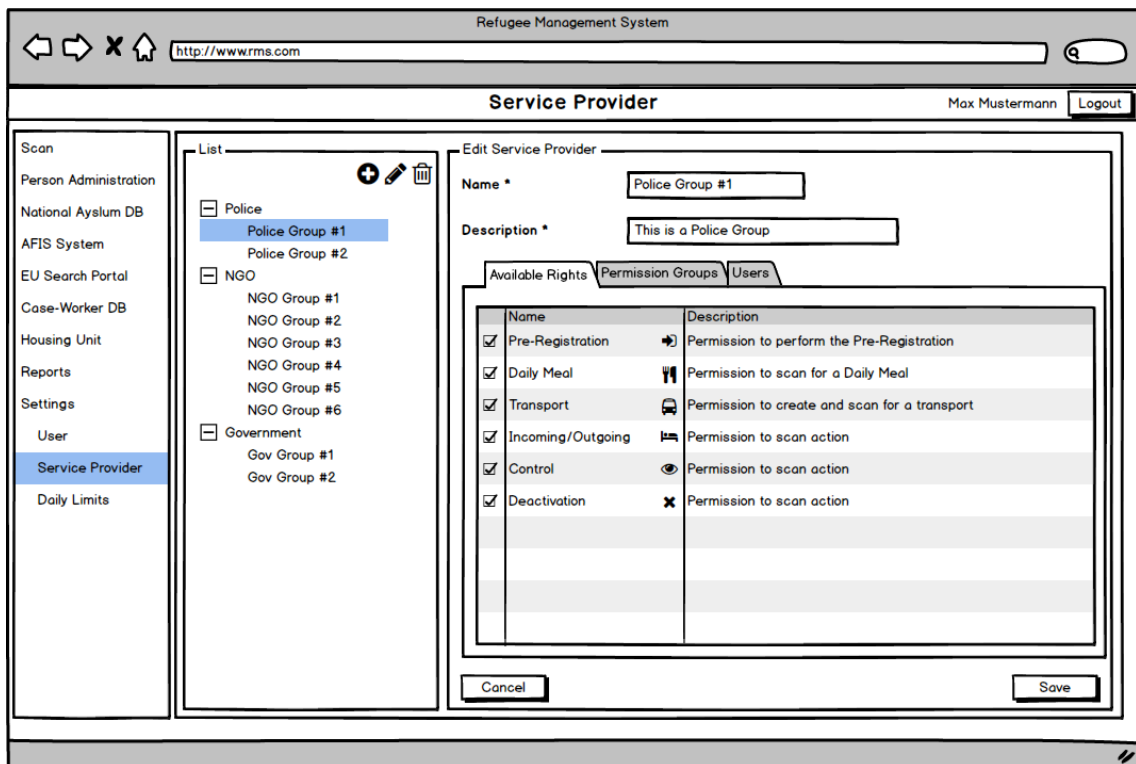 Refugee Management System
http://www.rms.com
Service Provider
Max Mustermann
Logout
Scan
Person Administration
National Ayslum DB
AFIS System
EU Search Portal
Case-Worker DB
Housing Unit
Reports
Settings
User
Service Provider
Daily Limits
List
Police
Police Group #1
Police Group #2
NGO
NGO Group #1
NGO Group #2
NGO Group #3
NGO Group #4
NGO Group #5
NGO Group #6
Government
Gov Group #1
Gov Group #2
Edit Service Provider
Name * Police Group #1
Description * This is a Police Group
Available Rights Permission Groups Users
Name Description
Pre-Registration Permission to perform the Pre-Registration
Daily Meal Permission to scan for a Daily Meal
Transport Permission to create and scan for a transport
Incoming/Outgoing Permission to scan action
Control Permission to scan action
Deactivation Permission to scan action
Cancel Save